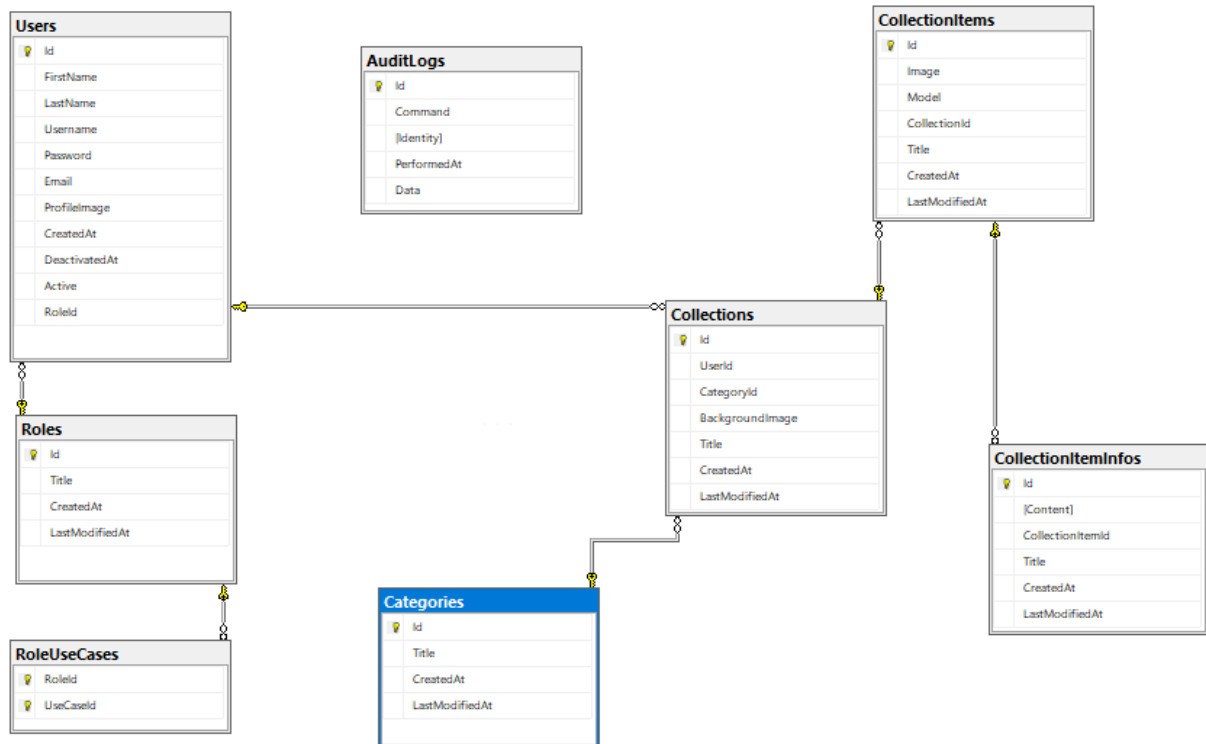 Users
Id
FirstName
LastName
Username
Password
Email
ProfileImage
CreatedAt
DeactivatedAt
Active
RoleId
AuditLogs
Id
Command
[Identity]
PerformedAt
Data
CollectionItems
Id
Image
Model
CollectionId
Title
CreatedAt
LastModifiedAt
Collections
Id
UserId
CategoryId
BackgroundImage
Title
CreatedAt
LastModifiedAt
Roles
Id
Title
CreatedAt
LastModifiedAt
CollectionItemInfos
Id
[Content]
CollectionItemId
Title
CreatedAt
LastModifiedAt
Categories
Id
Title
CreatedAt
LastModifiedAt
RoleUseCases
RoleId
UseCaseId